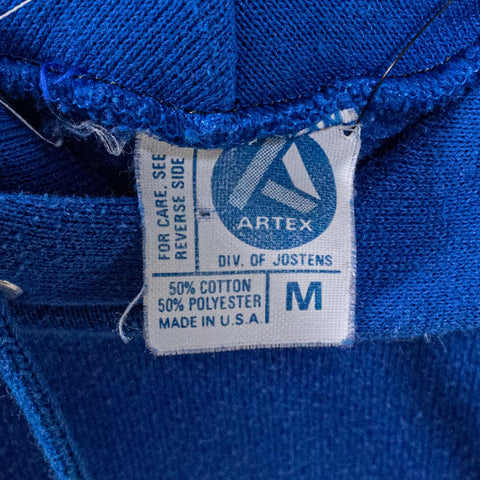 FOR CARE, SEE
REVERSE SIDE
ARTEX
DIV. OF JOSTENS
50% COTTON
50% POLYESTER
MADE IN U.S.A.
M